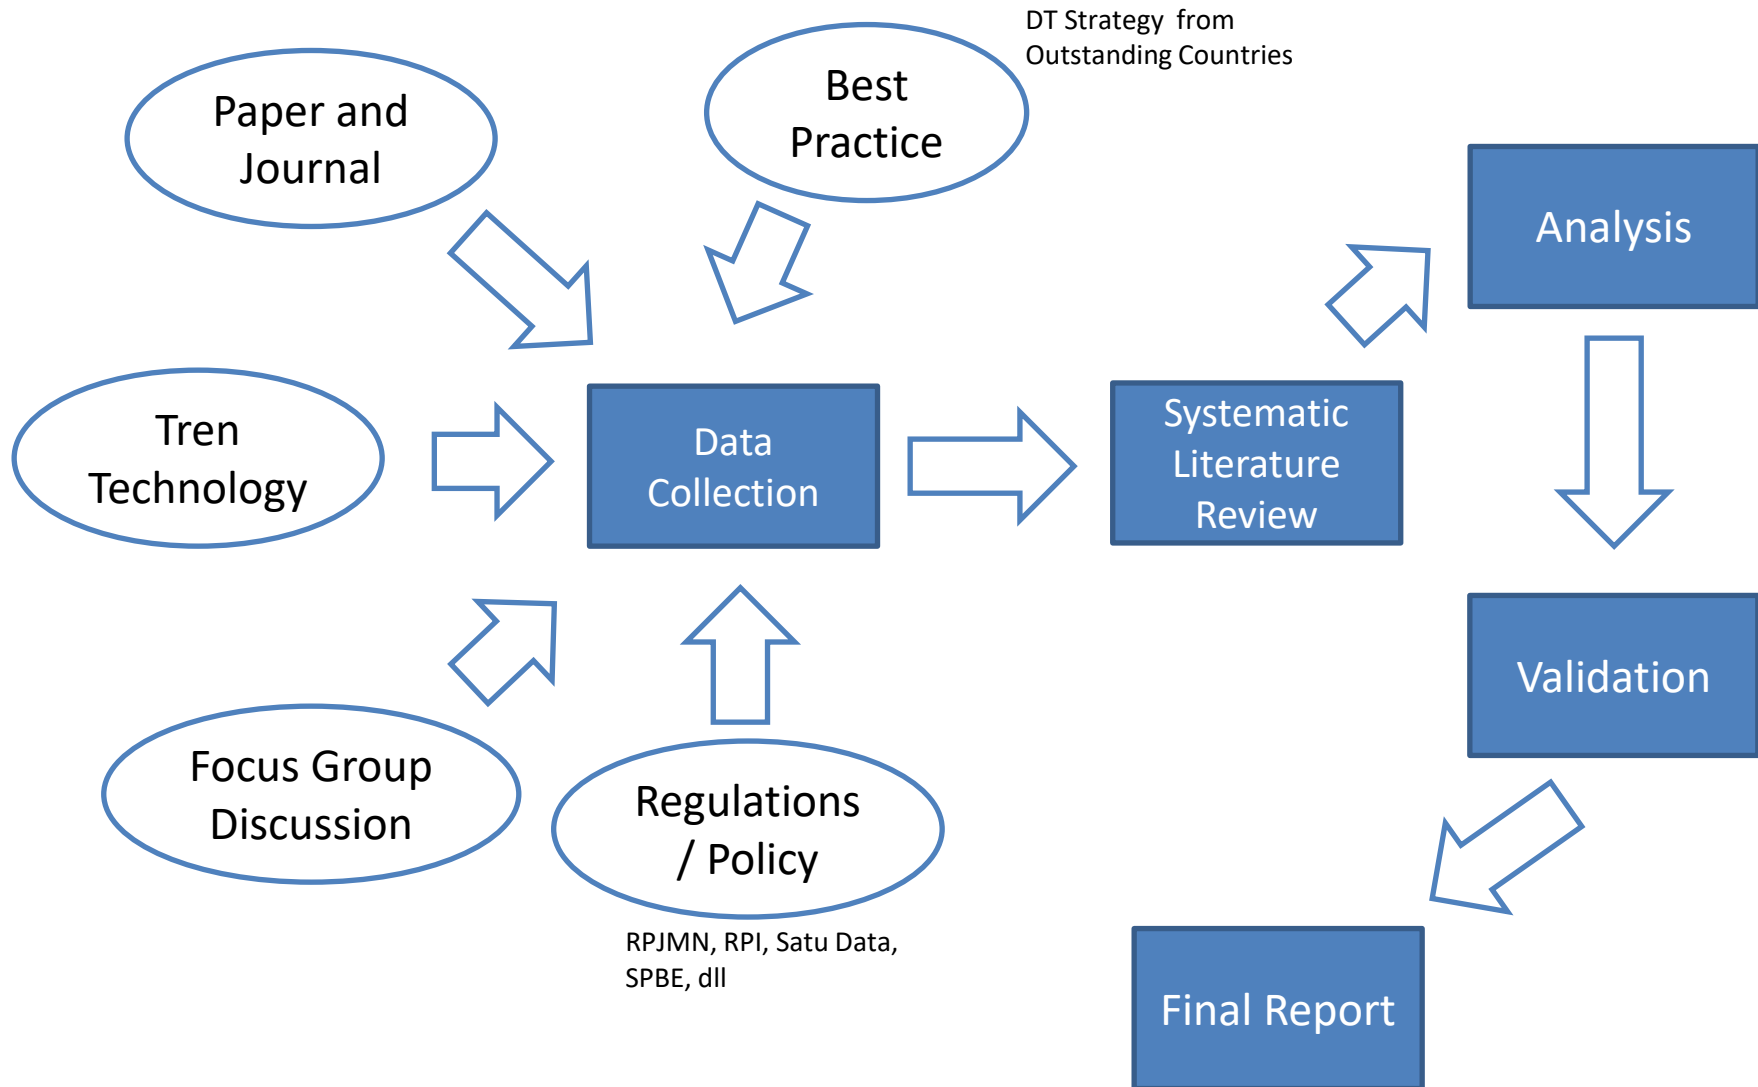 DT Strategy from
Outstanding Countries
Paper and
Journal
Best
Practice
Analysis
Tren
Technology
Data
Collection
Systematic
Literature
Review
Validation
Focus Group
Discussion
Regulations
/ Policy
RPJMN, RPI, Satu Data,
SPBE, dll
Final Report